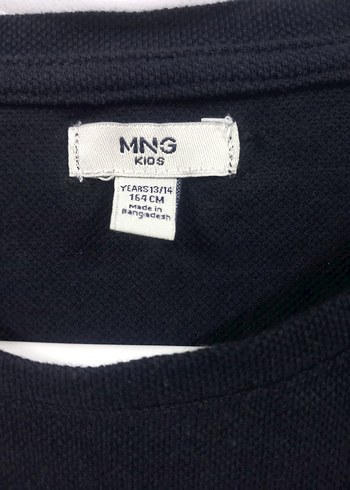 MNG
KIDS
YEARS 13/14
164 CM
Made in
Bangladesh